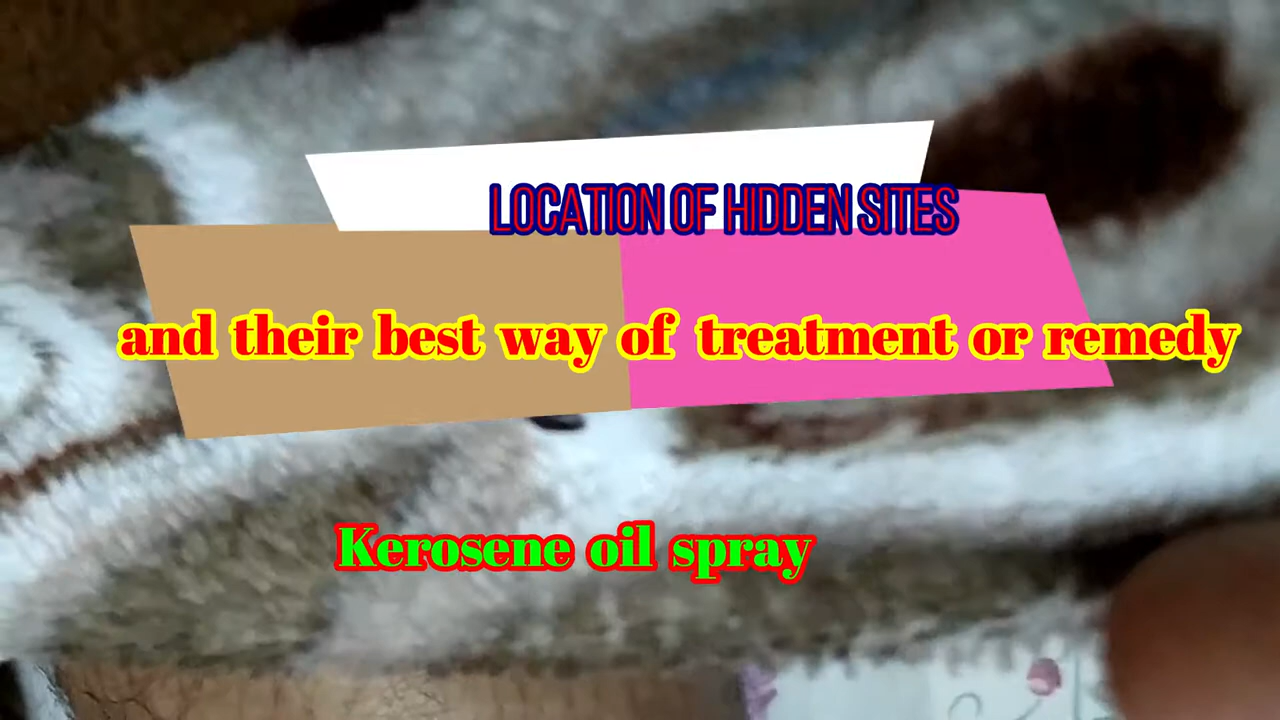 LOCATION OF HIDDEN SITES
and their best way of treatment or remedy
Kerosene oil spray